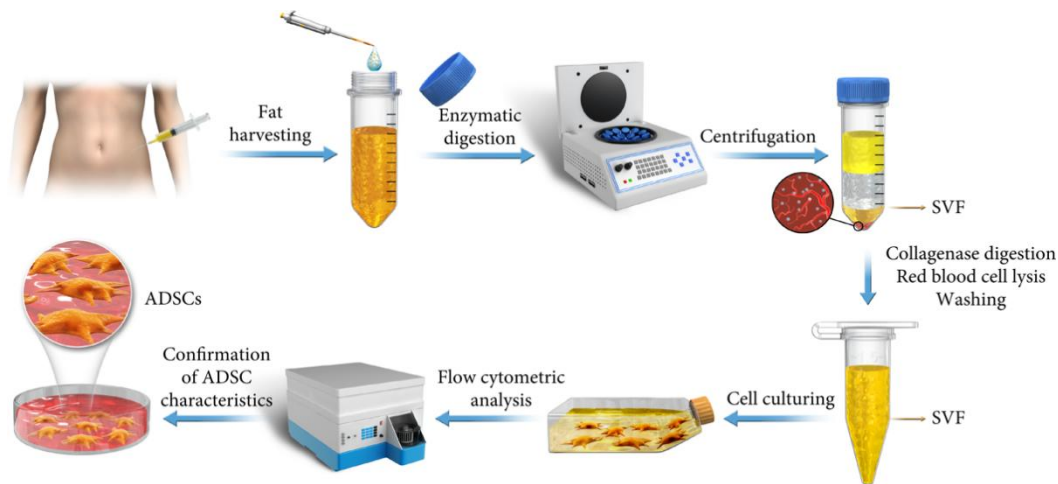 Fat
harvesting
Enzymatic
digestion
Centrifugation
SVF
Collagenase digestion
Red blood cell lysis
Washing
SVF
Cell culturing
Flow cytometric
analysis
Confirmation
of ADSC
characteristics
ADSCs